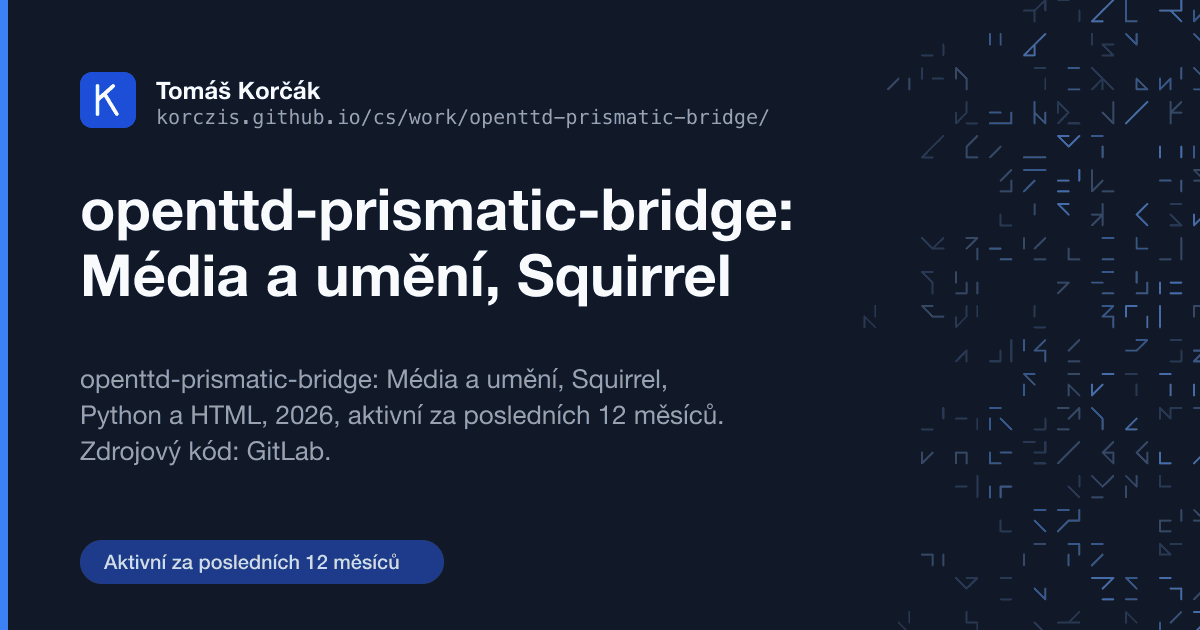 K
Tomáš Korčák
korczis.github.io/cs/work/openttd-prismatic-bridge/
openttd-prismatic-bridge:
Média a umění, Squirrel
openttd-prismatic-bridge: Média a umění, Squirrel,
Python a HTML, 2026, aktivní za posledních 12 měsíců.
Zdrojový kód: GitLab.
Aktivní za posledních 12 měsíců